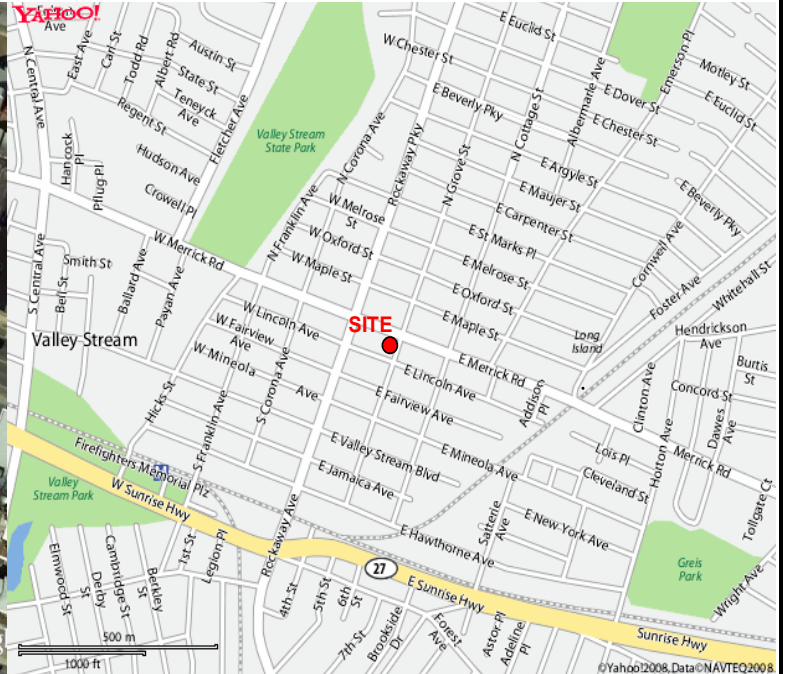 YAHOO!
Ave
N Central Ave
East Ave
Carl St
Todd Rd
Albert Rd
Austin St
State St
Teneyck
Ave
Regent St
Fletcher Ave
Hancock
Pl
Pflug Pl
Hudson Ave
Crowell Pl
Valley Stream
State Park
W Chester St
E Euclid St
E Beverly Pky
N Cottage St
Albermarle Ave
Emerson Pl
Motley St
E Dover St
E Euclid St
E Chester St
N Corona Ave
Rockaway Pky
N Grove St
E Argyle St
E Maujer St
E Beverly Pky
E Carpenter St
N Franklin Ave
W Melrose
St
W Oxford St
W Maple St
E St Marks Pl
E Melrose St
E Oxford St
E Maple St
Cornwell Ave
Foster Ave
Whitehall St
S Central Ave
Smith St
Bell St
Ballard Ave
Payan Ave
W Merrick Rd
W Lincoln Ave
W Fairview
Ave
W Mineola
Ave
SITE
Valley Stream
Long
Island
Hendrickson
Ave
Burtis
St
E Merrick Rd
E Lincoln Ave
E Fairview Ave
Addison
Pl
Clinton Ave
Concord St
Dawes
Ave
Horton Ave
Hicks St
S Franklin Ave
S Corona Ave
E Valley Stream Blvd
E Mineola Ave
E Jamaica Ave
Lois Pl
Cleveland St
Merrick Rd
Tollgate Ct
Firefighters Memorial Plz
Valley
Stream Park
W Sunrise Hwy
Rockaway Ave
Satterie
Ave
E New York Ave
E Hawthorne Ave
Greis
Park
Wright Ave
Elmwood St
Derby
St
Cambridge St
Berkley
St
1st St
Legion Pl
27
E Sunrise Hwy
4th St
5th St
6th
St
7th St
Brookside
Dr
Forest
Ave
Astor Pl
Adeline
Pl
Sunrise Hwy
500 m
1000 ft
©Yahoo!2008,Data©NAVTEQ2008